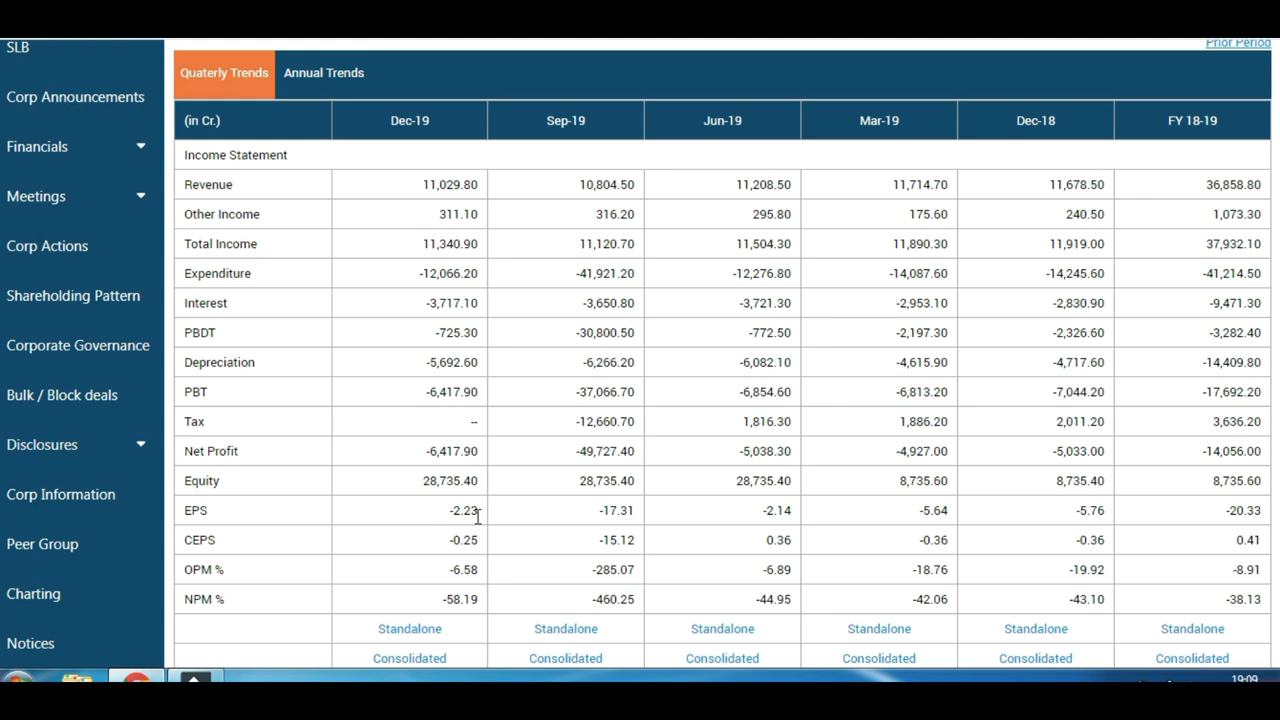 SLB
Corp Announcements
Financials
Meetings
Corp Actions
Shareholding Pattern
Corporate Governance
Bulk / Block deals
Disclosures
Corp Information
Peer Group
Charting
Notices
Prior Period
Quaterly Trends Annual Trends
(in Cr.) Dec-19 Sep-19 Jun-19 Mar-19 Dec-18 FY 18-19
Income Statement
Revenue 11,029.80 10,804.50 11,208.50 11,714.70 11,678.50 36,858.80
Other Income 311.10 316.20 295.80 175.60 240.50 1,073.30
Total Income 11,340.90 11,120.70 11,504.30 11,890.30 11,919.00 37,932.10
Expenditure -12,066.20 -41,921.20 -12,276.80 -14,087.60 -14,245.60 -41,214.50
Interest -3,717.10 -3,650.80 -3,721.30 -2,953.10 -2,830.90 -9,471.30
PBDT -725.30 -30,800.50 -772.50 -2,197.30 -2,326.60 -3,282.40
Depreciation -5,692.60 -6,266.20 -6,082.10 -4,615.90 -4,717.60 -14,409.80
PBT -6,417.90 -37,066.70 -6,854.60 -6,813.20 -7,044.20 -17,692.20
Tax -- -12,660.70 1,816.30 1,886.20 2,011.20 3,636.20
Net Profit -6,417.90 -49,727.40 -5,038.30 -4,927.00 -5,033.00 -14,056.00
Equity 28,735.40 28,735.40 28,735.40 8,735.60 8,735.40 8,735.60
EPS -2.23 -17.31 -2.14 -5.64 -5.76 -20.33
CEPS -0.25 -15.12 0.36 -0.36 -0.36 0.41
OPM % -6.58 -285.07 -6.89 -18.76 -19.92 -8.91
NPM % -58.19 -460.25 -44.95 -42.06 -43.10 -38.13
Standalone Standalone Standalone Standalone Standalone Standalone
Consolidated Consolidated Consolidated Consolidated Consolidated Consolidated
19:09